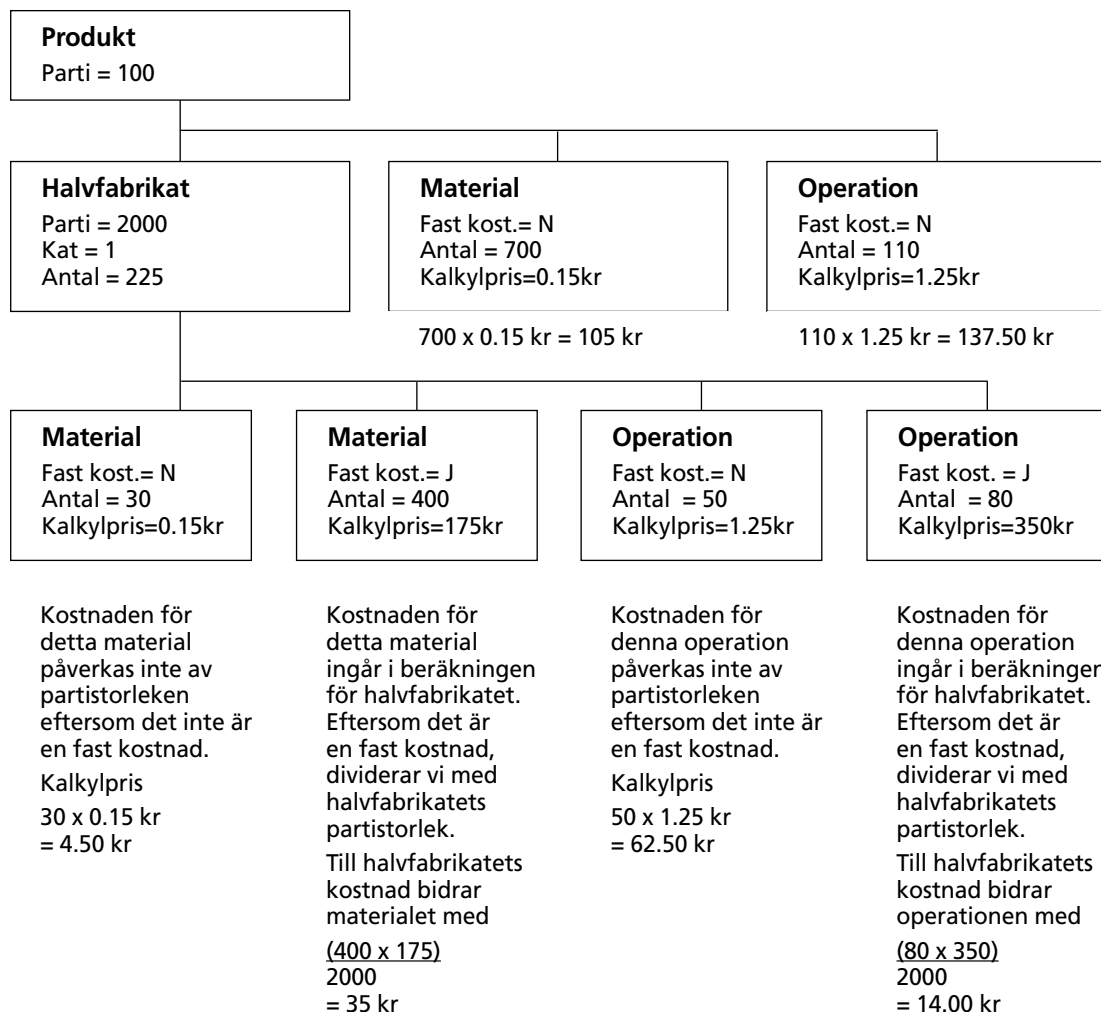 Produkt
Parti = 100
Halvfabrikat
Parti = 2000
Kat = 1
Antal = 225
Material
Fast kost.= N
Antal = 700
Kalkylpris=0.15kr
700 x 0.15 kr = 105 kr
Operation
Fast kost.= N
Antal = 110
Kalkylpris=1.25kr
110 x 1.25 kr = 137.50 kr
Material
Fast kost.= N
Antal = 30
Kalkylpris=0.15kr
Kostnaden för
detta material
påverkas inte av
partistorleken
eftersom det inte är
en fast kostnad.
Kalkylpris
30 x 0.15 kr
= 4.50 kr
Material
Fast kost.= J
Antal = 400
Kalkylpris=175kr
Kostnaden för
detta material
ingår i beräkningen
för halvfabrikatet.
Eftersom det är
en fast kostnad,
dividerar vi med
halvfabrikatets
partistorlek.
Till halvfabrikatets
kostnad bidrar
materialet med
(400 x 175)
2000
= 35 kr
Operation
Fast kost.= N
Antal = 50
Kalkylpris=1.25kr
Kostnaden för
denna operation
påverkas inte av
partistorleken
eftersom det inte är
en fast kostnad.
Kalkylpris
50 x 1.25 kr
= 62.50 kr
Operation
Fast kost. = J
Antal = 80
Kalkylpris=350kr
Kostnaden för
denna operation
ingår i beräkningen
för halvfabrikatet.
Eftersom det är
en fast kostnad,
dividerar vi med
halvfabrikatets
partistorlek.
Till halvfabrikatets
kostnad bidrar
operationen med
(80 x 350)
2000
= 14.00 kr